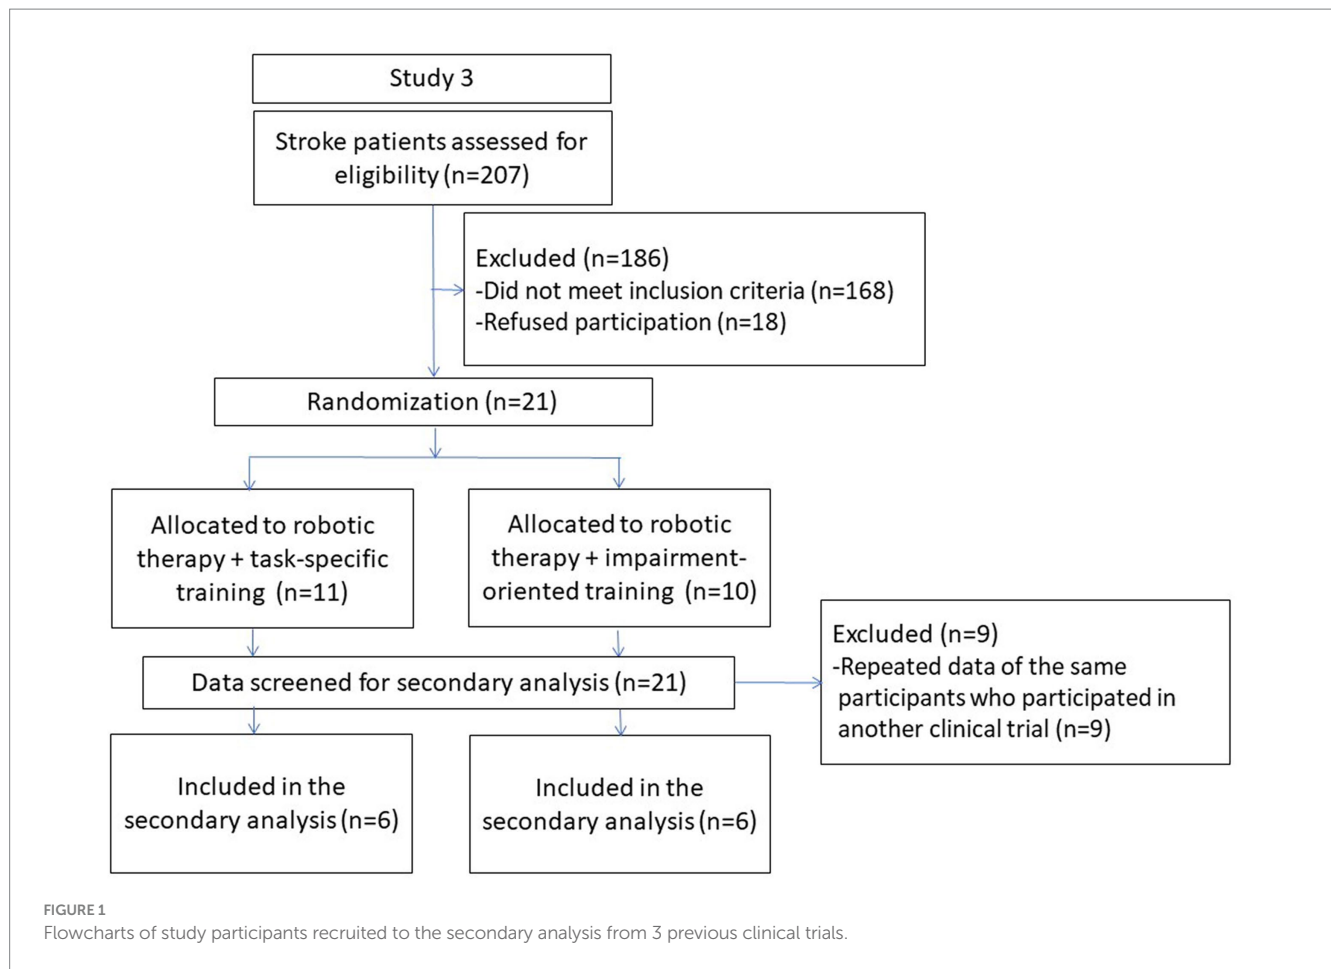 Study 3
Stroke patients assessed for
eligibility (n=207)
Excluded (n=186)
-Did not meet inclusion criteria (n=168)
-Refused participation (n=18)
Randomization (n=21)
Allocated to robotic
therapy + task-specific
training (n=11)
Allocated to robotic
therapy + impairment-
oriented training (n=10)
Data screened for secondary analysis (n=21)
Excluded (n=9)
-Repeated data of the same
participants who participated in
another clinical trial (n=9)
Included in the
secondary analysis (n=6)
Included in the
secondary analysis (n=6)
FIGURE 1
Flowcharts of study participants recruited to the secondary analysis from 3 previous clinical trials.